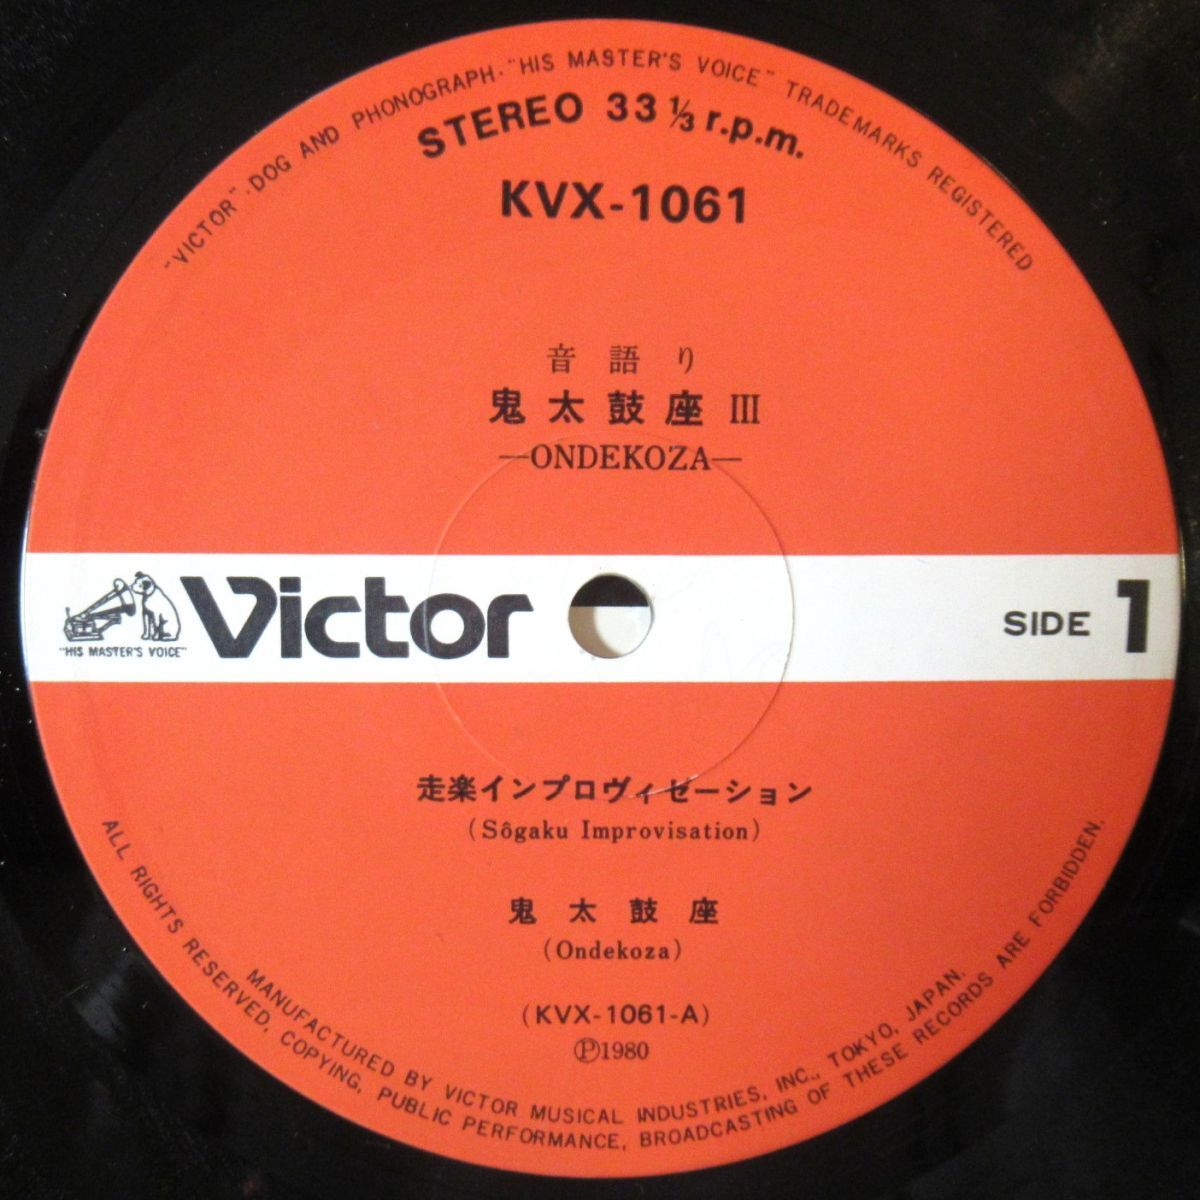 "VICTOR" · DOG AND PHONOGRAPH · "HIS MASTER'S VOICE" TRADEMARKS REGISTERED
STEREO 33 ⅓ r.p.m.
KVX-1061
音語り
鬼太鼓座 III
—ONDEKOZA—
"HIS MASTER'S VOICE"
Victor
SIDE 1
走楽インプロヴィゼーション
(Sôgaku Improvisation)
鬼太鼓座
(Ondekoza)
(KVX-1061-A)
Ⓟ1980
MANUFACTURED BY VICTOR MUSICAL INDUSTRIES, INC., TOKYO, JAPAN.
ALL RIGHTS RESERVED, COPYING, PUBLIC PERFORMANCE, BROADCASTING OF THESE RECORDS ARE FORBIDDEN.